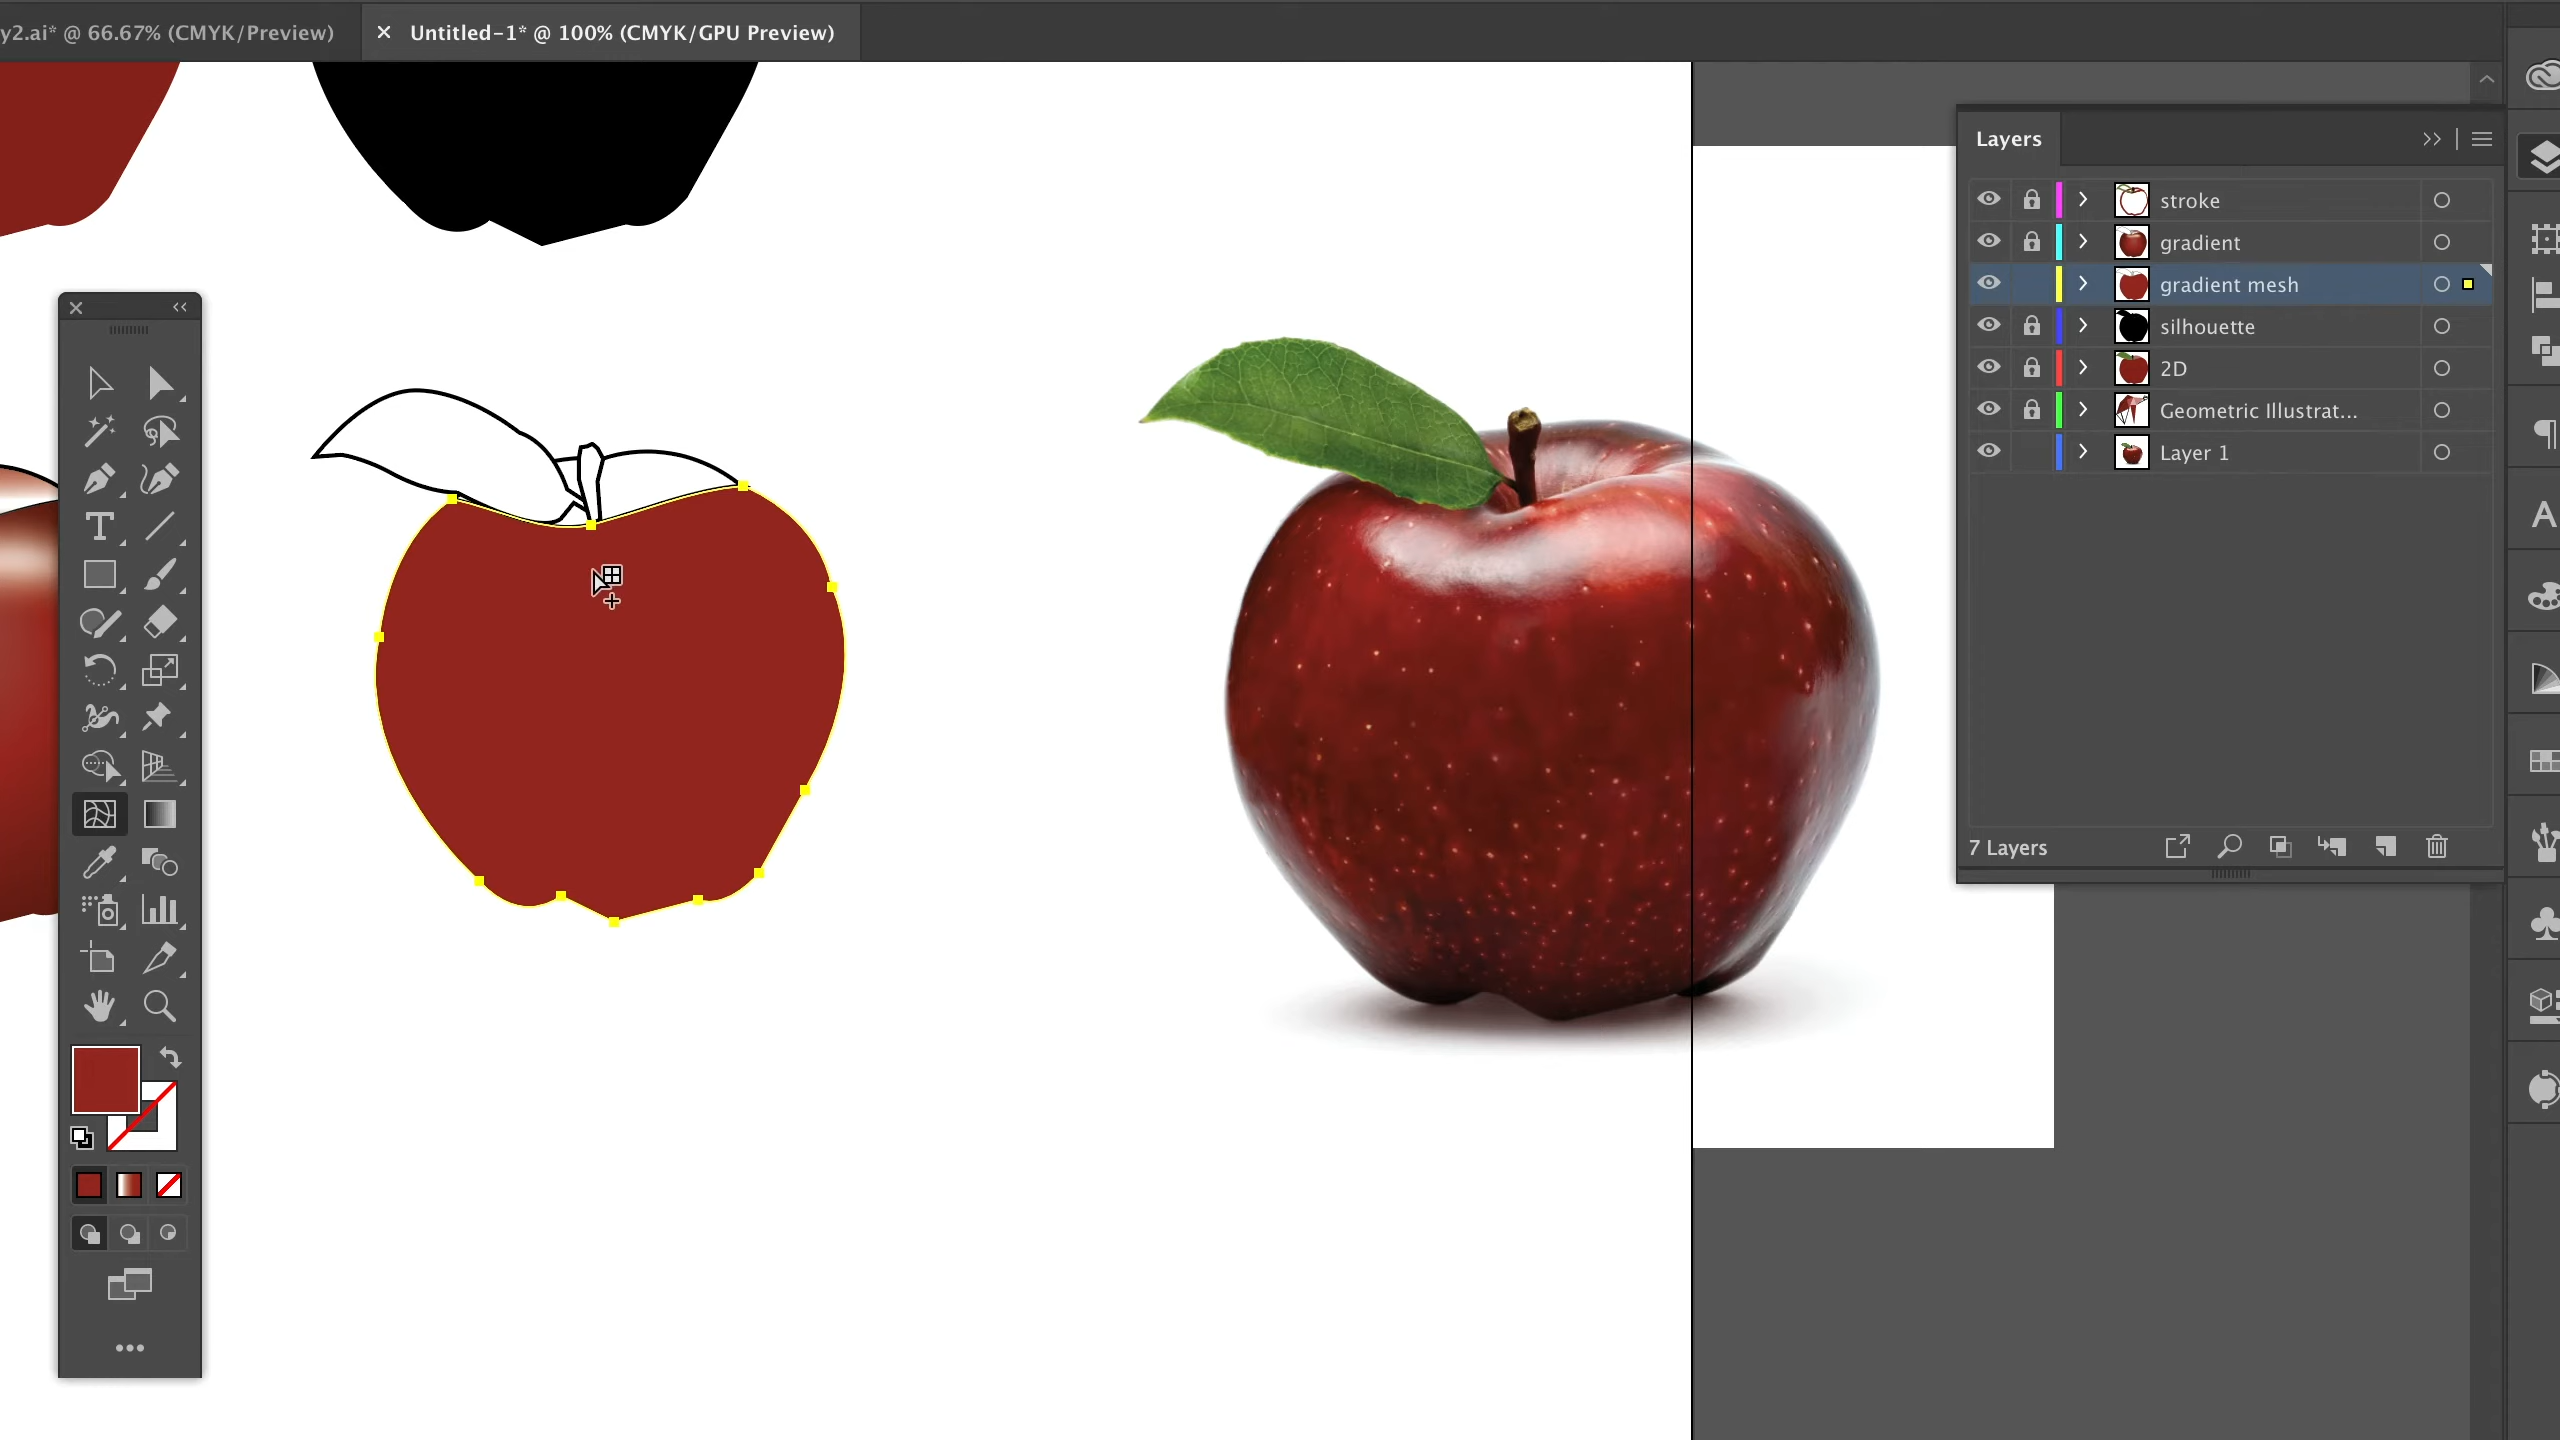 y2.ai* @ 66.67% (CMYK/Preview)
× Untitled-1* @ 100% (CMYK/GPU Preview)
Layers
stroke
gradient
gradient mesh
silhouette
2D
Geometric Illustrat...
Layer 1
7 Layers